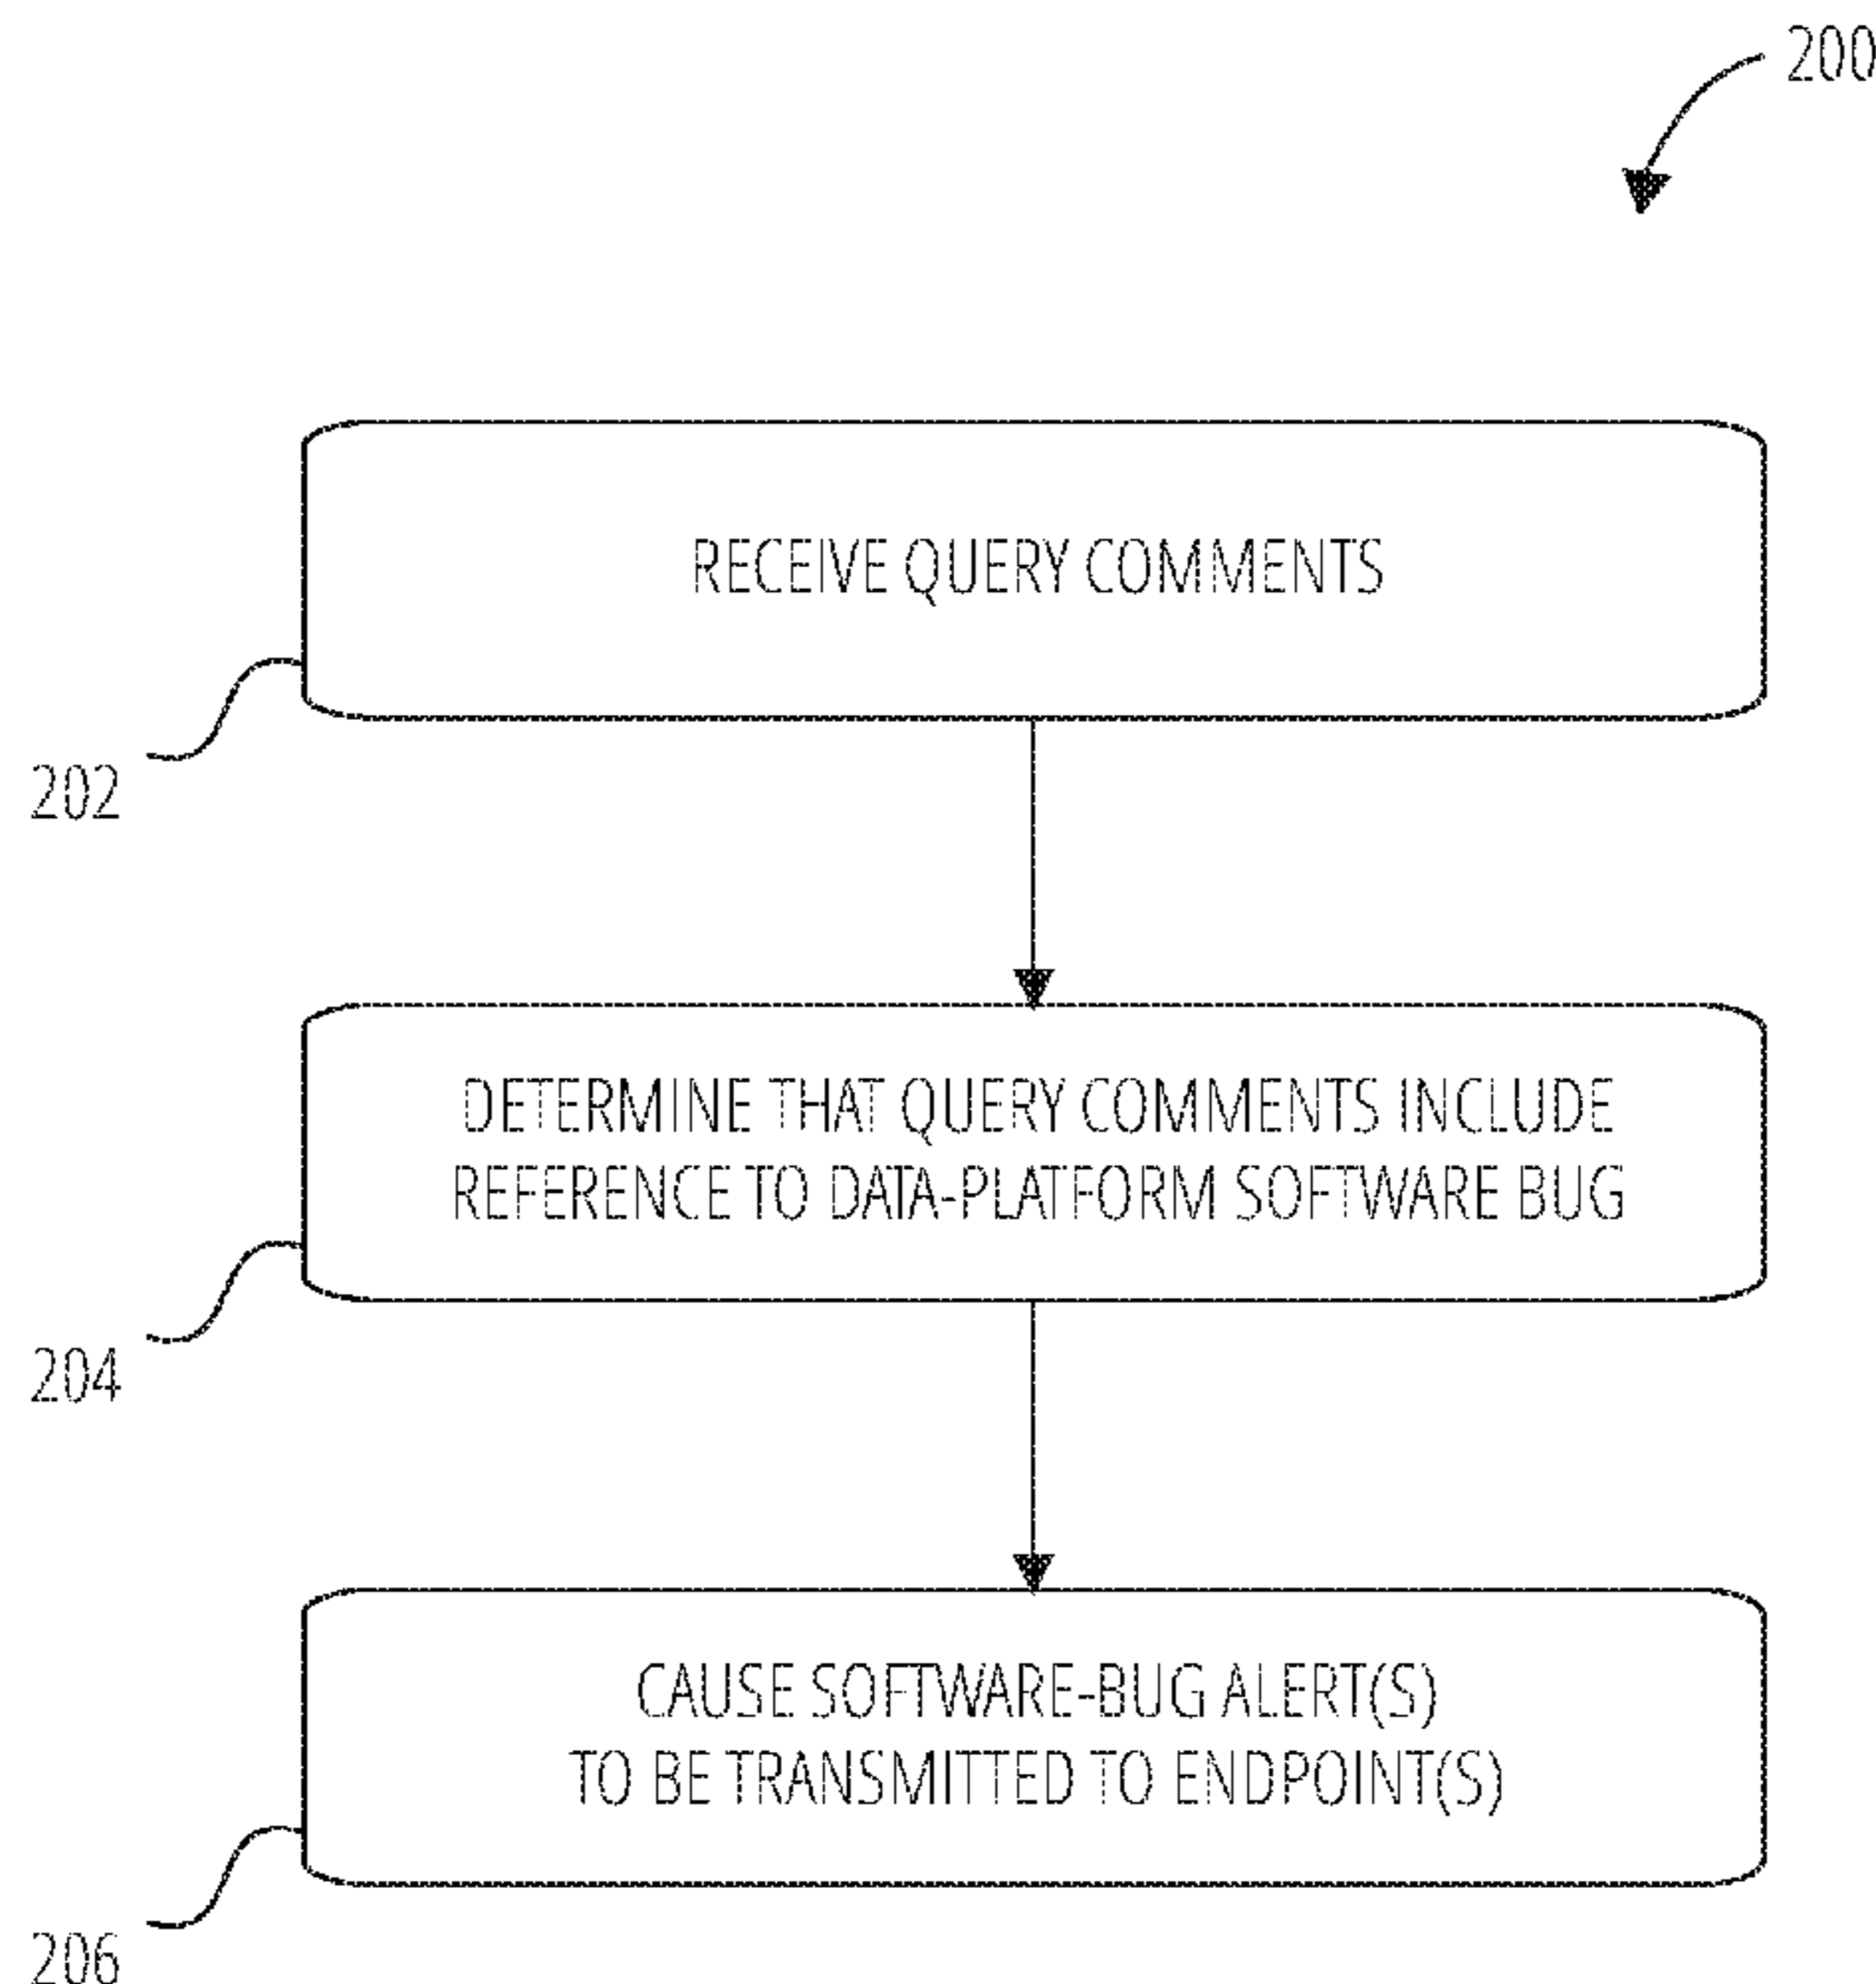 200
RECEIVE QUERY COMMENTS
202
DETERMINE THAT QUERY COMMENTS INCLUDE
REFERENCE TO DATA-PLATFORM SOFTWARE BUG
204
CAUSE SOFTWARE-BUG ALERT(S)
TO BE TRANSMITTED TO ENDPOINT(S)
206